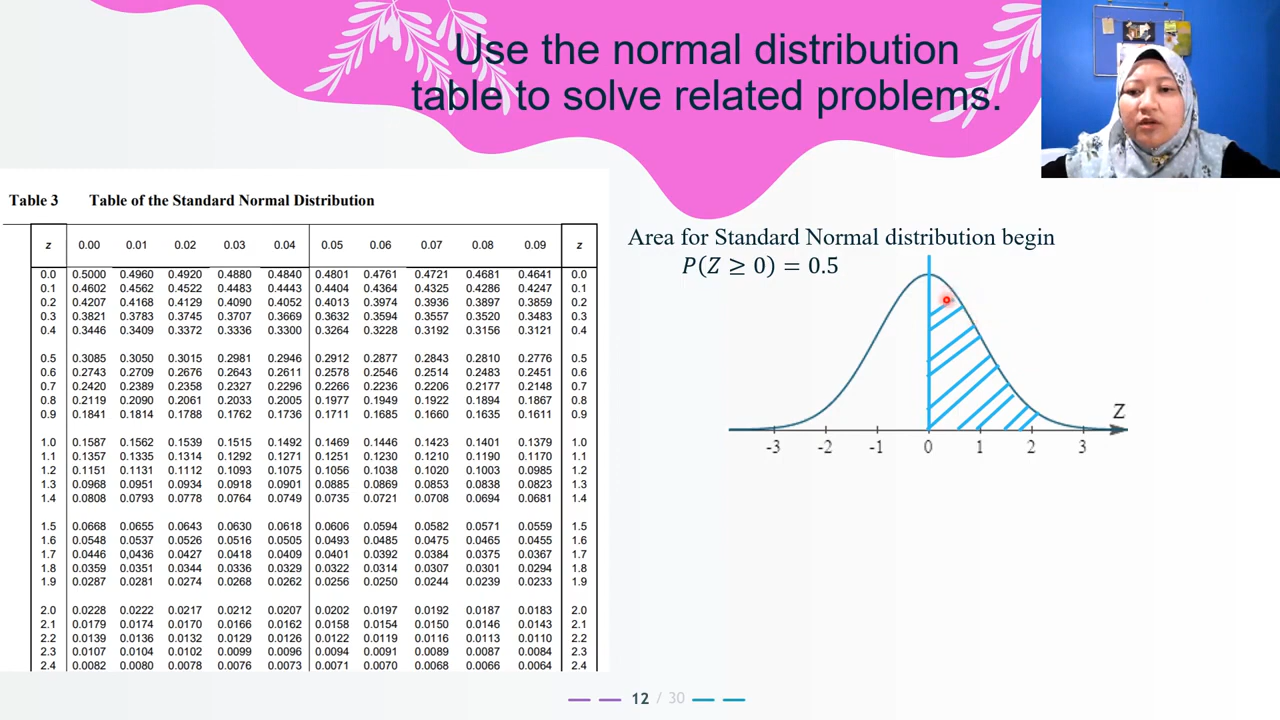 Use the normal distribution
table to solve related problems.
Table 3 Table of the Standard Normal Distribution
z 0.00 0.01 0.02 0.03 0.04 0.05 0.06 0.07 0.08 0.09 z
0.0 0.5000 0.4960 0.4920 0.4880 0.4840 0.4801 0.4761 0.4721 0.4681 0.4641 0.0
0.1 0.4602 0.4562 0.4522 0.4483 0.4443 0.4404 0.4364 0.4325 0.4286 0.4247 0.1
0.2 0.4207 0.4168 0.4129 0.4090 0.4052 0.4013 0.3974 0.3936 0.3897 0.3859 0.2
0.3 0.3821 0.3783 0.3745 0.3707 0.3669 0.3632 0.3594 0.3557 0.3520 0.3483 0.3
0.4 0.3446 0.3409 0.3372 0.3336 0.3300 0.3264 0.3228 0.3192 0.3156 0.3121 0.4
0.5 0.3085 0.3050 0.3015 0.2981 0.2946 0.2912 0.2877 0.2843 0.2810 0.2776 0.5
0.6 0.2743 0.2709 0.2676 0.2643 0.2611 0.2578 0.2546 0.2514 0.2483 0.2451 0.6
0.7 0.2420 0.2389 0.2358 0.2327 0.2296 0.2266 0.2236 0.2206 0.2177 0.2148 0.7
0.8 0.2119 0.2090 0.2061 0.2033 0.2005 0.1977 0.1949 0.1922 0.1894 0.1867 0.8
0.9 0.1841 0.1814 0.1788 0.1762 0.1736 0.1711 0.1685 0.1660 0.1635 0.1611 0.9
1.0 0.1587 0.1562 0.1539 0.1515 0.1492 0.1469 0.1446 0.1423 0.1401 0.1379 1.0
1.1 0.1357 0.1335 0.1314 0.1292 0.1271 0.1251 0.1230 0.1210 0.1190 0.1170 1.1
1.2 0.1151 0.1131 0.1112 0.1093 0.1075 0.1056 0.1038 0.1020 0.1003 0.0985 1.2
1.3 0.0968 0.0951 0.0934 0.0918 0.0901 0.0885 0.0869 0.0853 0.0838 0.0823 1.3
1.4 0.0808 0.0793 0.0778 0.0764 0.0749 0.0735 0.0721 0.0708 0.0694 0.0681 1.4
1.5 0.0668 0.0655 0.0643 0.0630 0.0618 0.0606 0.0594 0.0582 0.0571 0.0559 1.5
1.6 0.0548 0.0537 0.0526 0.0516 0.0505 0.0493 0.0485 0.0475 0.0465 0.0455 1.6
1.7 0.0446 0,0436 0.0427 0.0418 0.0409 0.0401 0.0392 0.0384 0.0375 0.0367 1.7
1.8 0.0359 0.0351 0.0344 0.0336 0.0329 0.0322 0.0314 0.0307 0.0301 0.0294 1.8
1.9 0.0287 0.0281 0.0274 0.0268 0.0262 0.0256 0.0250 0.0244 0.0239 0.0233 1.9
2.0 0.0228 0.0222 0.0217 0.0212 0.0207 0.0202 0.0197 0.0192 0.0187 0.0183 2.0
2.1 0.0179 0.0174 0.0170 0.0166 0.0162 0.0158 0.0154 0.0150 0.0146 0.0143 2.1
2.2 0.0139 0.0136 0.0132 0.0129 0.0126 0.0122 0.0119 0.0116 0.0113 0.0110 2.2
2.3 0.0107 0.0104 0.0102 0.0099 0.0096 0.0094 0.0091 0.0089 0.0087 0.0084 2.3
2.4 0.0082 0.0080 0.0078 0.0076 0.0073 0.0071 0.0070 0.0068 0.0066 0.0064 2.4
Area for Standard Normal distribution begin
P(Z ≥ 0) = 0.5
Z
-3 -2 -1 0 1 2 3
12 / 30